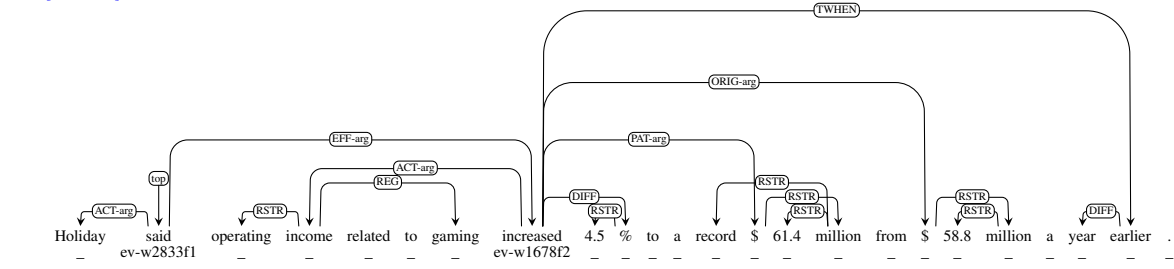 TWHEN
ORIG-arg
EFF-arg PAT-arg
ACT-arg
top REG RSTR
DIFF RSTR RSTR
ACT-arg RSTR RSTR RSTR RSTR DIFF
Holiday said operating income related to gaming increased 4.5 % to a record $ 61.4 million from $ 58.8 million a year earlier .
_ ev-w2833f1 _ _ _ _ _ ev-w1678f2 _ _ _ _ _ _ _ _ _ _ _ _ _ _ _ _